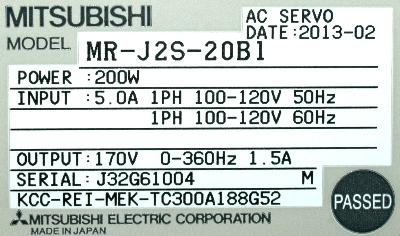 MITSUBISHI
AC SERVO
DATE:2013-02
MODEL MR-J2S-20B1
POWER :200W
INPUT :5.0A 1PH 100-120V 50Hz
1PH 100-120V 60Hz
OUTPUT:170V 0-360Hz 1.5A
SERIAL:J32G61004 M
KCC-REI-MEK-TC300A188G52
PASSED
MITSUBISHI ELECTRIC CORPORATION
MADE IN JAPAN